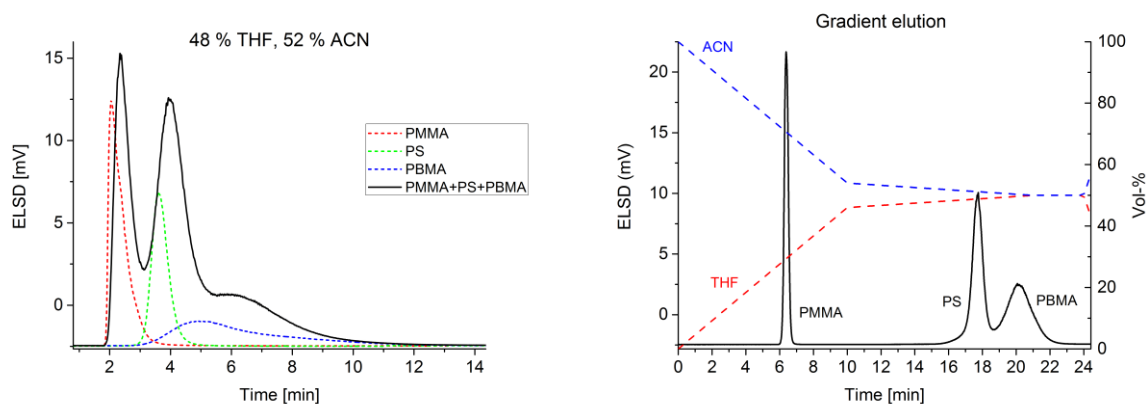 48 % THF, 52 % ACN
15
10
5
0
ELSD [mV]
PMMA
PS
PBMA
PMMA+PS+PBMA
2 4 6 8 10 12 14
Time [min]
Gradient elution
ACN
THF
PMMA
PS
PBMA
20
15
10
5
0
ELSD (mV)
100
80
60
40
20
0
Vol-%
0 2 4 6 8 10 12 14 16 18 20 22 24
Time [min]